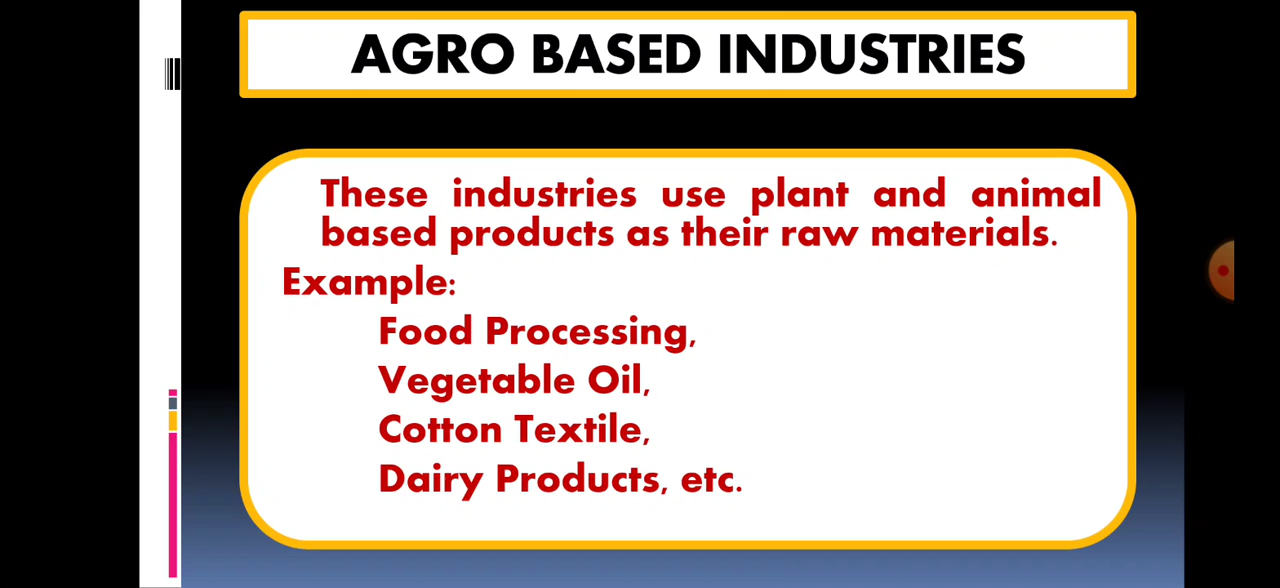 AGRO BASED INDUSTRIES
These industries use plant and animal
based products as their raw materials.
Example:
Food Processing,
Vegetable Oil,
Cotton Textile,
Dairy Products, etc.